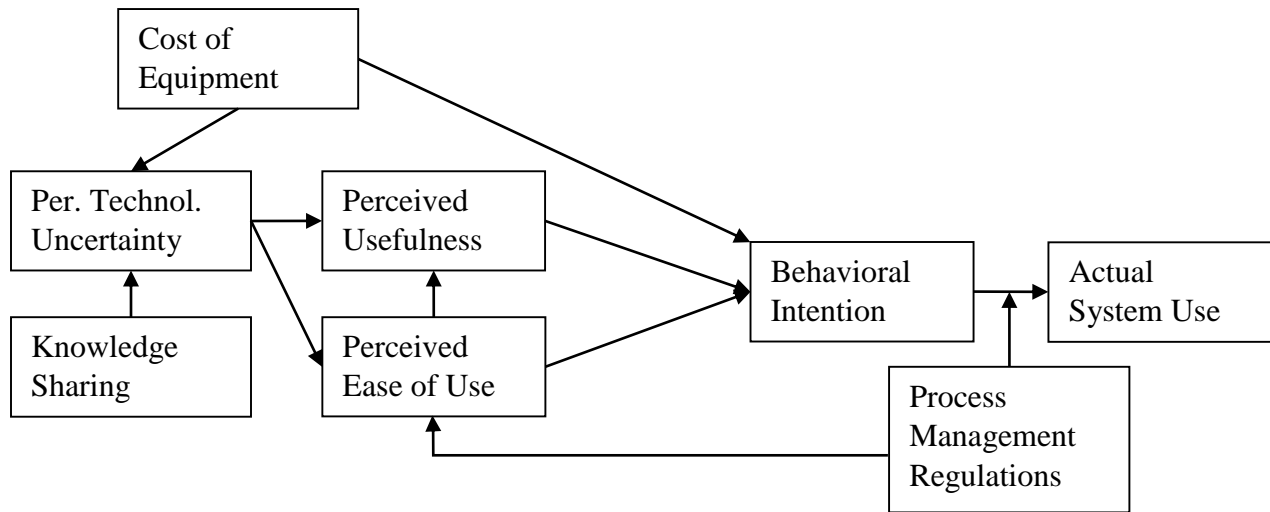 Cost of
Equipment
Per. Technol.
Uncertainty
Perceived
Usefulness
Behavioral
Intention
Actual
System Use
Knowledge
Sharing
Perceived
Ease of Use
Process
Management
Regulations